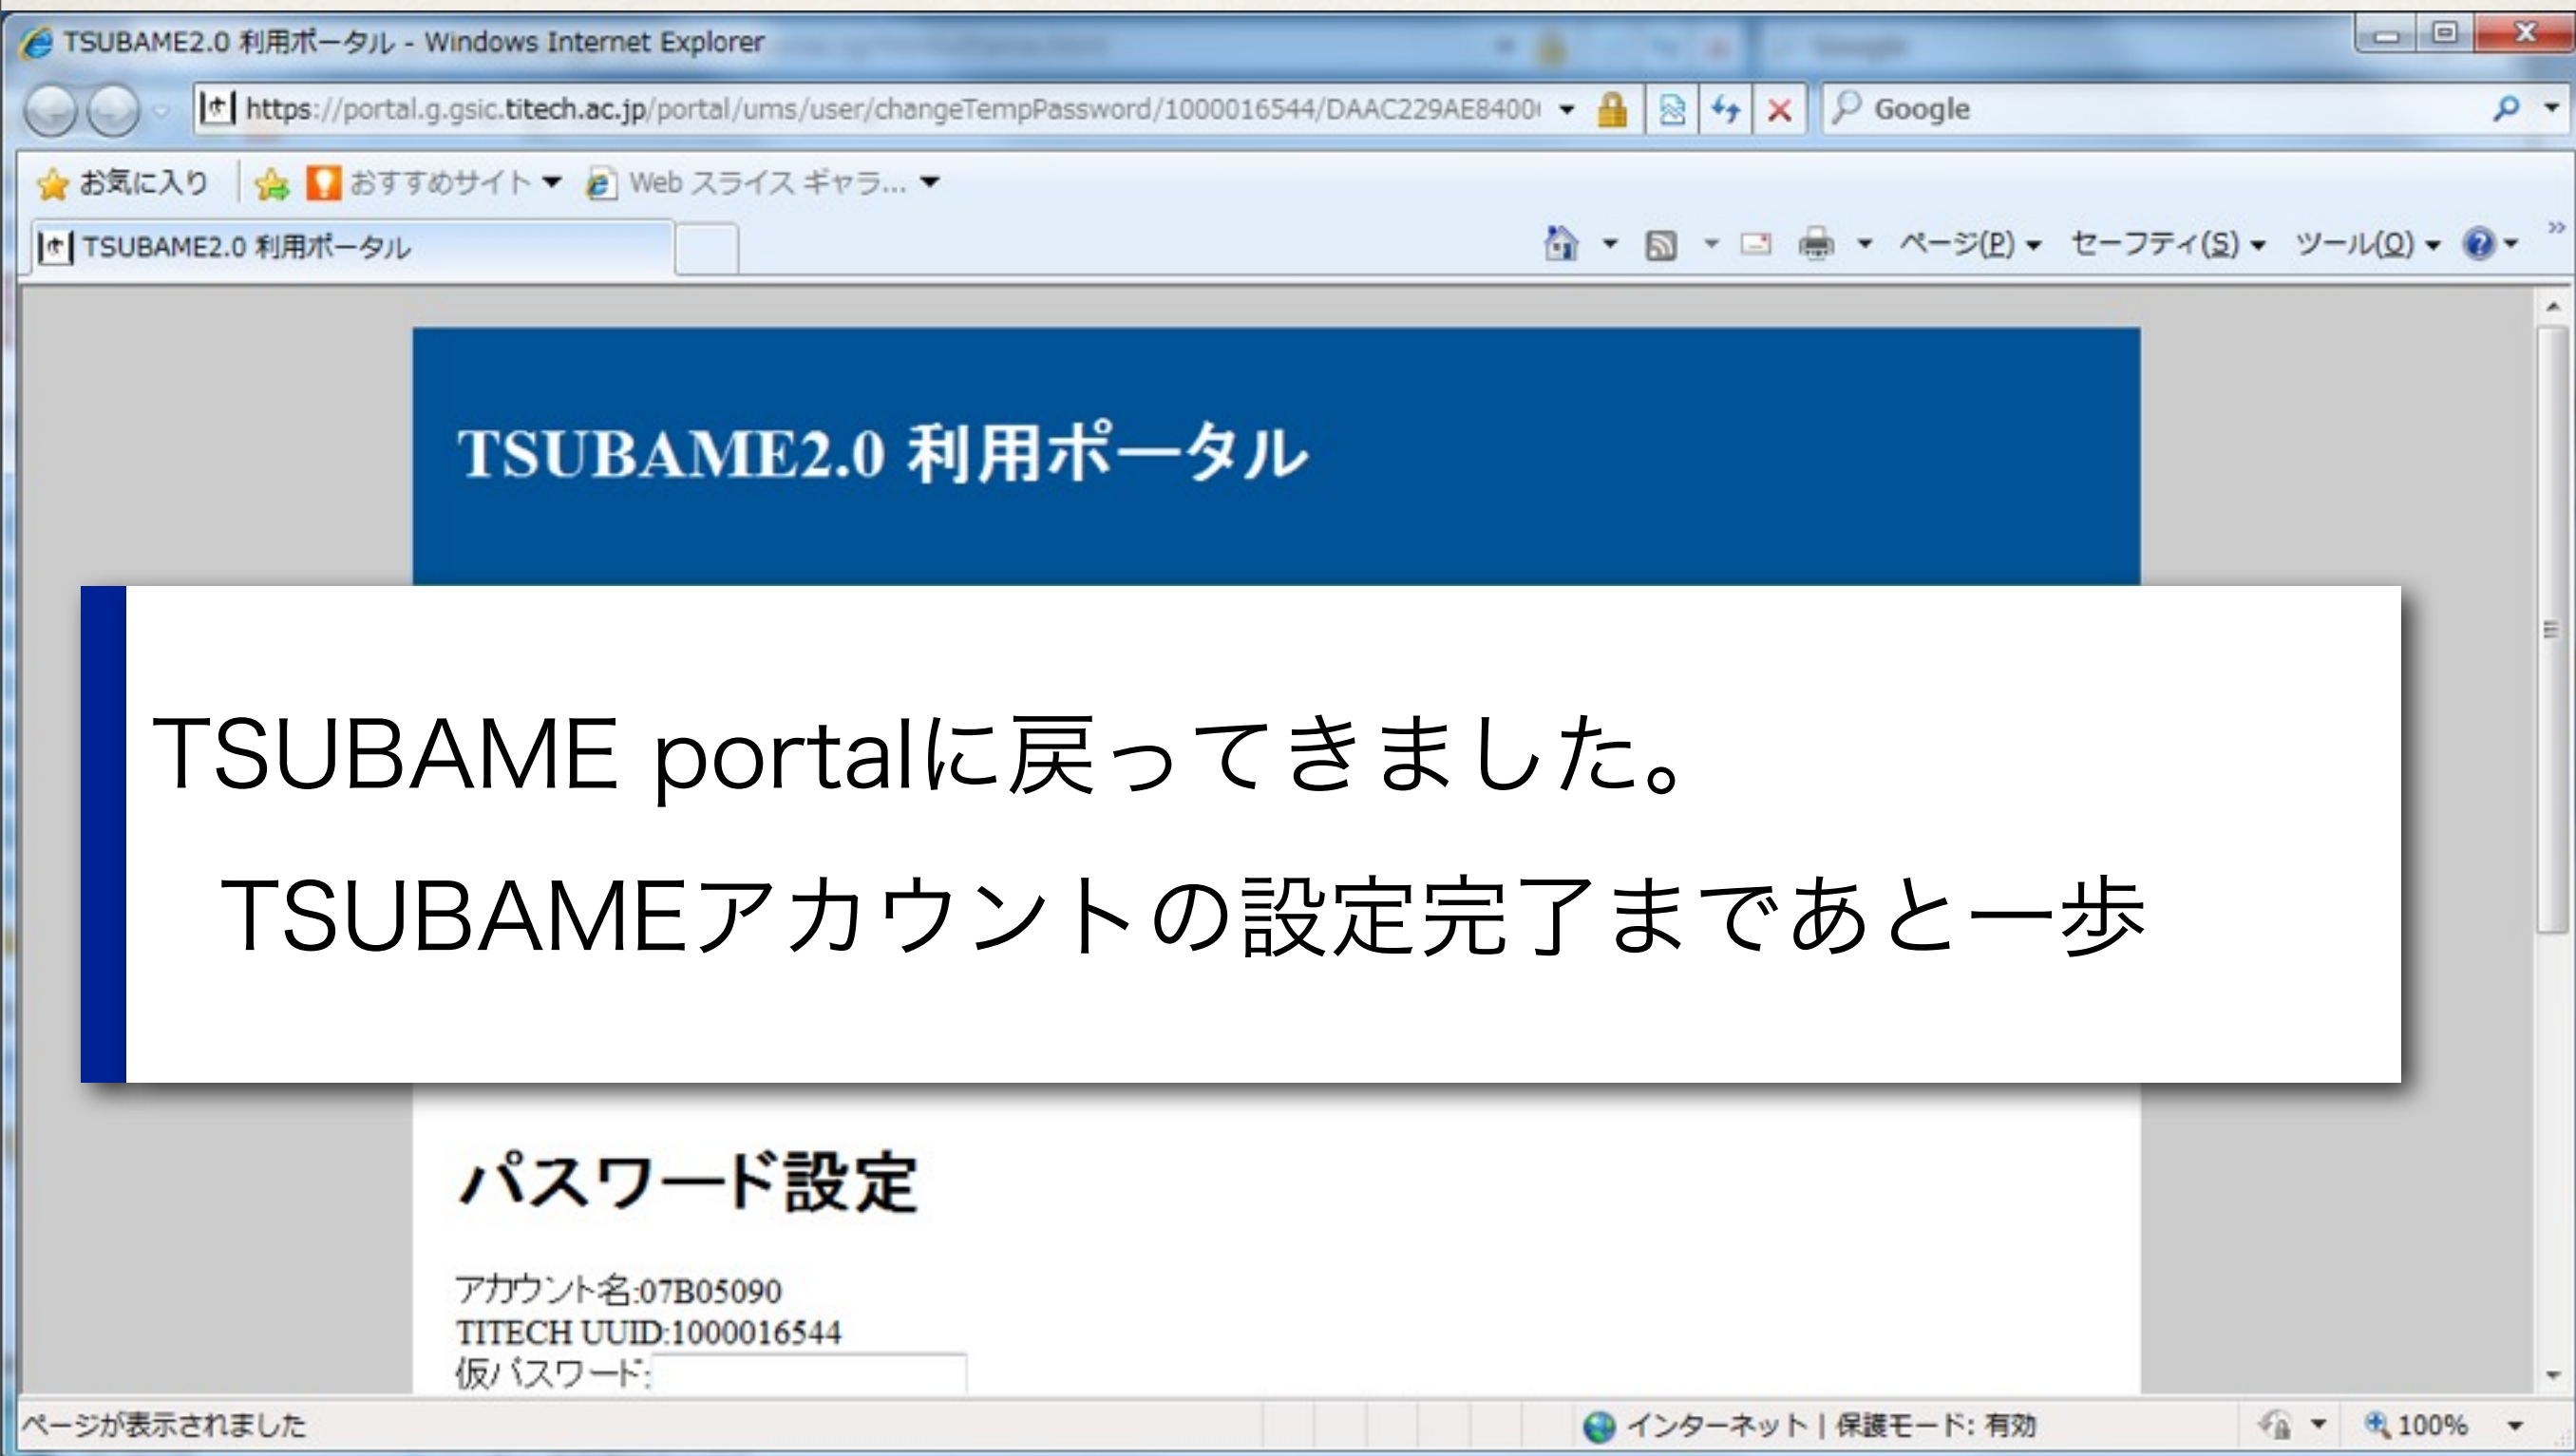 TSUBAME2.0 利用ポータル - Windows Internet Explorer
https://portal.g.gsic.titech.ac.jp/portal/ums/user/changeTempPassword/1000016544/DAAC229AE8400
Google
お気に入り
おすすめサイト
Web スライス ギャラ...
TSUBAME2.0 利用ポータル
ページ(P)
セーフティ(S)
ツール(O)
TSUBAME2.0 利用ポータル
TSUBAME portalに戻ってきました。
TSUBAMEアカウントの設定完了まであと一歩
パスワード設定
アカウント名:07B05090
TITECH UUID:1000016544
仮パスワード:
ページが表示されました
インターネット | 保護モード: 有効
100%